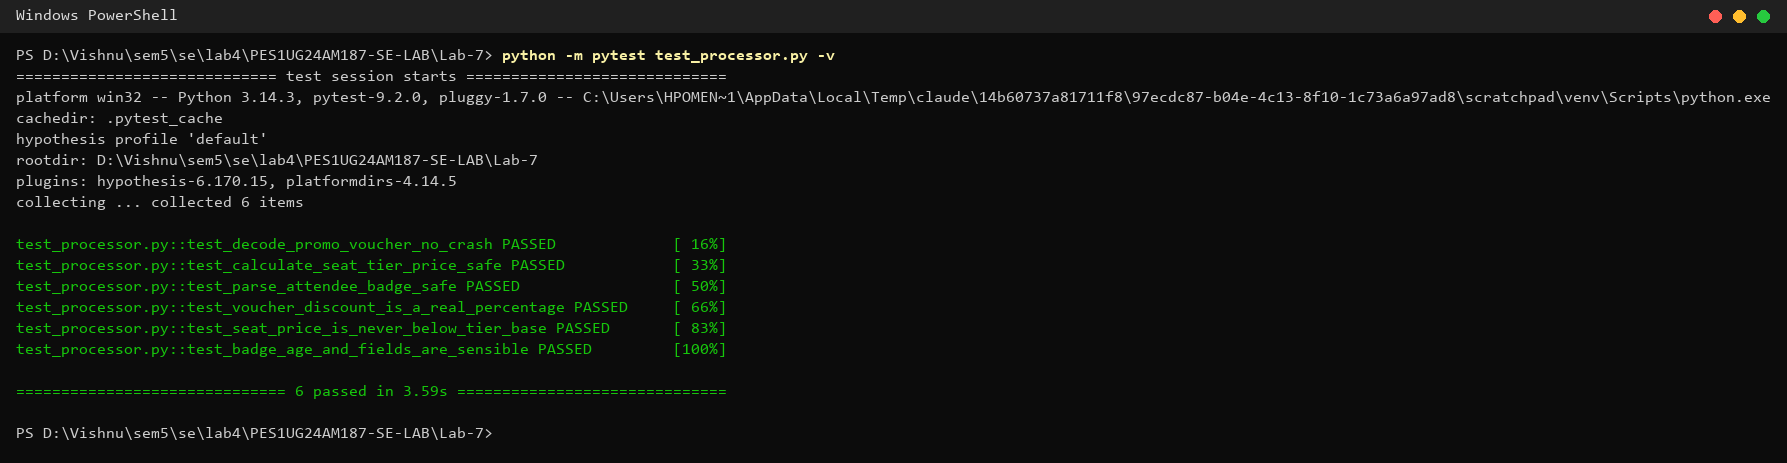 Windows PowerShell
PS D:\Vishnu\sem5\se\lab4\PES1UG24AM187-SE-LAB\Lab-7> python -m pytest test_processor.py -v
============================= test session starts =============================
platform win32 -- Python 3.14.3, pytest-9.2.0, pluggy-1.7.0 -- C:\Users\HPOMEN~1\AppData\Local\Temp\claude\14b60737a81711f8\97ecdc87-b04e-4c13-8f10-1c73a6a97ad8\scratchpad\venv\Scripts\python.exe
cachedir: .pytest_cache
hypothesis profile 'default'
rootdir: D:\Vishnu\sem5\se\lab4\PES1UG24AM187-SE-LAB\Lab-7
plugins: hypothesis-6.170.15, platformdirs-4.14.5
collecting ... collected 6 items
test_processor.py::test_decode_promo_voucher_no_crash PASSED             [ 16%]
test_processor.py::test_calculate_seat_tier_price_safe PASSED            [ 33%]
test_processor.py::test_parse_attendee_badge_safe PASSED                 [ 50%]
test_processor.py::test_voucher_discount_is_a_real_percentage PASSED     [ 66%]
test_processor.py::test_seat_price_is_never_below_tier_base PASSED       [ 83%]
test_processor.py::test_badge_age_and_fields_are_sensible PASSED         [100%]
============================== 6 passed in 3.59s ==============================
PS D:\Vishnu\sem5\se\lab4\PES1UG24AM187-SE-LAB\Lab-7>